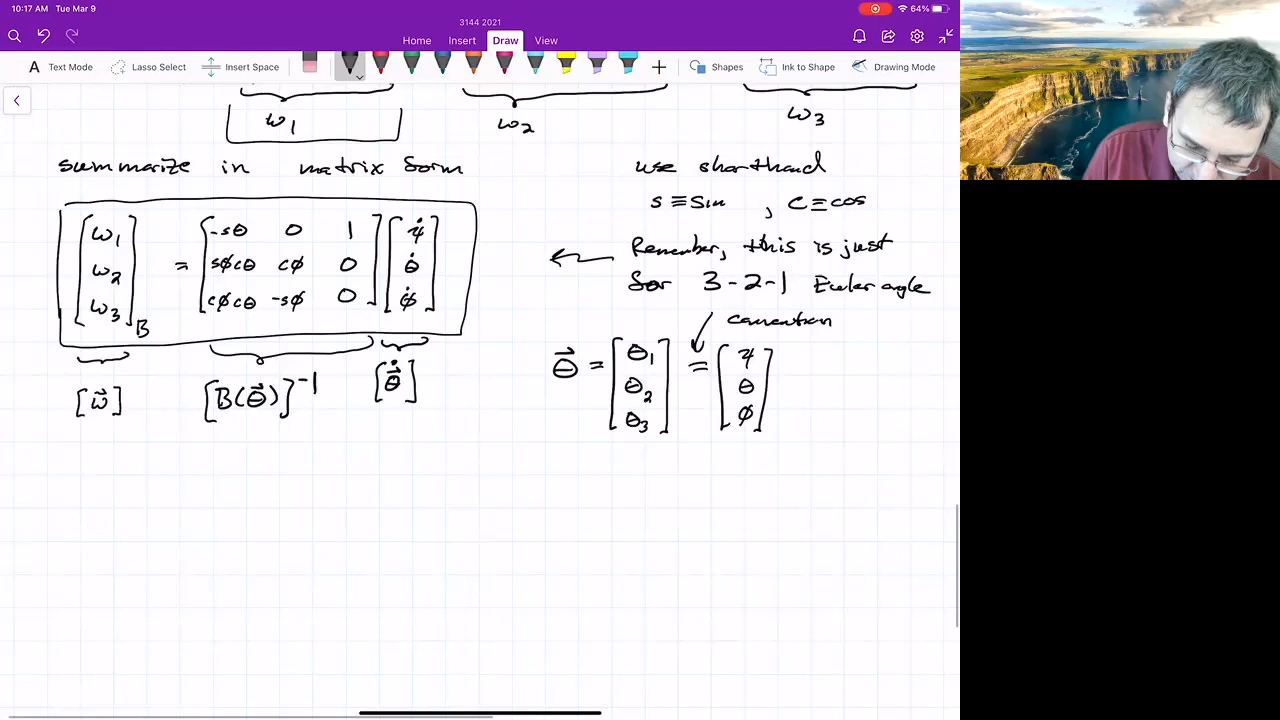 10:17 AM Tue Mar 9
64%
3144 2021
Home Insert Draw View
Text Mode Lasso Select Insert Space Shapes Ink to Shape Drawing Mode
ω1 ω2 ω3
summarize in matrix form
use shorthand
s ≡ sin , c ≡ cos
[ω1 ω2 ω3]B = [-sθ 0 1; sφcθ cφ 0; cφcθ -sφ 0] [ψ̇ θ̇ φ̇]
Remember, this is just
for 3-2-1 Euler angle
convention
[ω⃗] [B(θ⃗)]⁻¹ [θ⃗̇]
θ⃗ = [θ1 θ2 θ3] = [ψ θ φ]